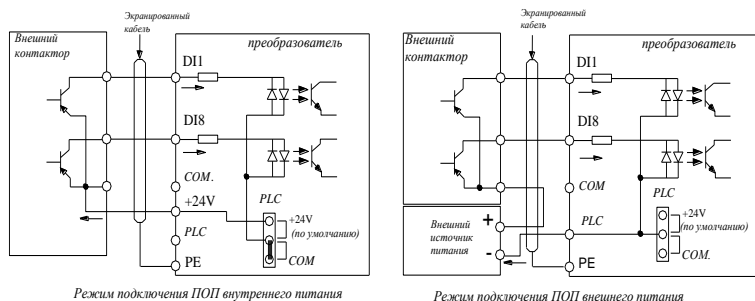 Экранированный
кабель
Внешний
контактор
преобразователь
DI1
DI8
COM.
PLC
+24V
+24V
(по умолчанию)
PLC
COM
PE
Режим подключения ПОП внутреннего питания
Экранированный
кабель
Внешний
контактор
преобразователь
DI1
DI8
COM
PLC
+24V
(по умолчанию)
+
Внешний
источник
питания
-
PLC
COM.
PE
Режим подключения ПОП внешнего питания